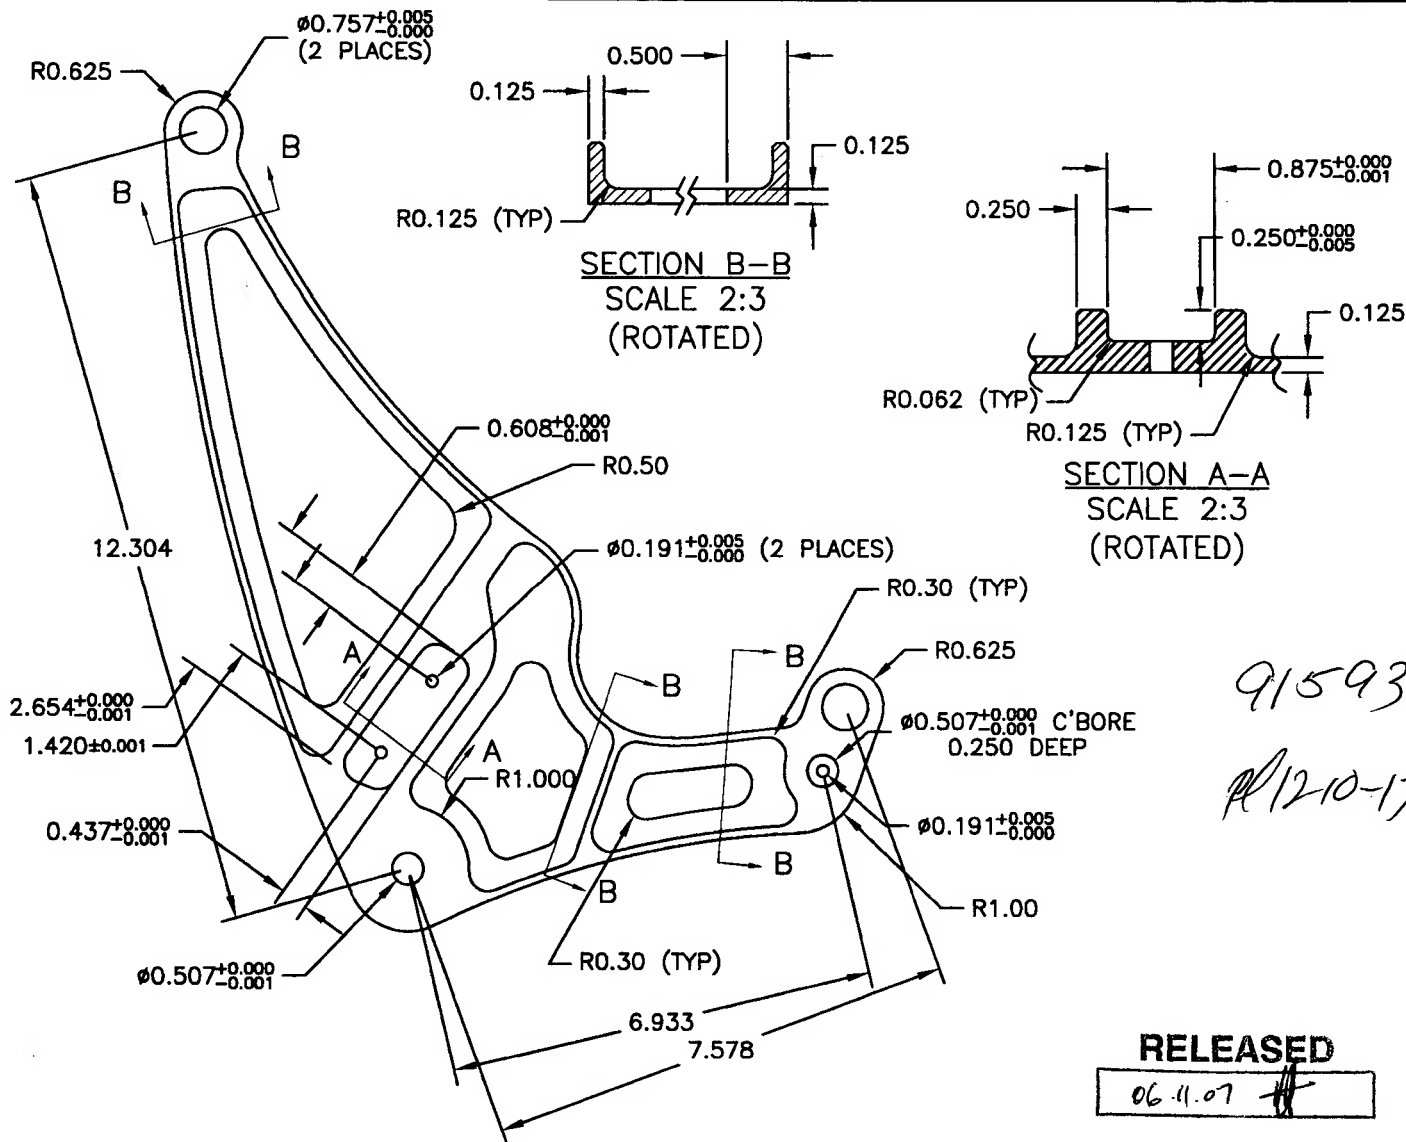 ø0.757+0.005 -0.000
(2 PLACES)
R0.625
0.500
0.125
0.125
R0.125 (TYP)
SECTION B-B
SCALE 2:3
(ROTATED)
B
B
0.875+0.000 -0.001
0.250
0.250+0.000 -0.005
0.125
R0.062 (TYP)
R0.125 (TYP)
SECTION A-A
SCALE 2:3
(ROTATED)
0.608+0.000 -0.001
R0.50
12.304
ø0.191+0.005 -0.000 (2 PLACES)
R0.30 (TYP)
R0.625
A
B
B
2.654+0.000 -0.001
1.420±0.001
A
R1.000
ø0.507+0.000 -0.001 C'BORE
0.250 DEEP
0.437+0.000 -0.001
ø0.191+0.005 -0.000
B
B
R1.00
ø0.507+0.000 -0.001
R0.30 (TYP)
6.933
7.578
91593
RELEASED
06.11.07